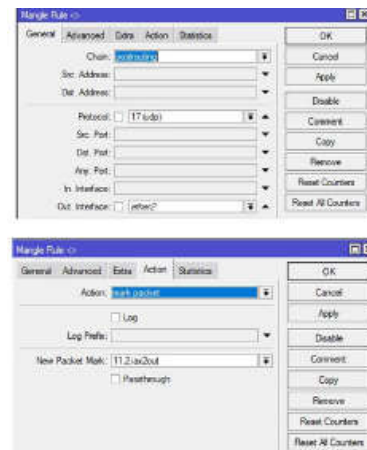 Mangle Rule <>
General Advanced Extra Action Statistics
OK
Chain: postrouting
Cancel
Src. Address:
Apply
Dst. Address:
Disable
Protocol: 17 (udp)
Comment
Src. Port:
Copy
Dst. Port:
Remove
Any. Port:
Reset Counters
In. Interface:
Reset All Counters
Out. Interface: ether2
Mangle Rule <>
General Advanced Extra Action Statistics
OK
Action: mark packet
Cancel
Log
Apply
Log Prefix:
Disable
New Packet Mark: 11.2-iax2out
Comment
Passthrough
Copy
Remove
Reset Counters
Reset All Counters